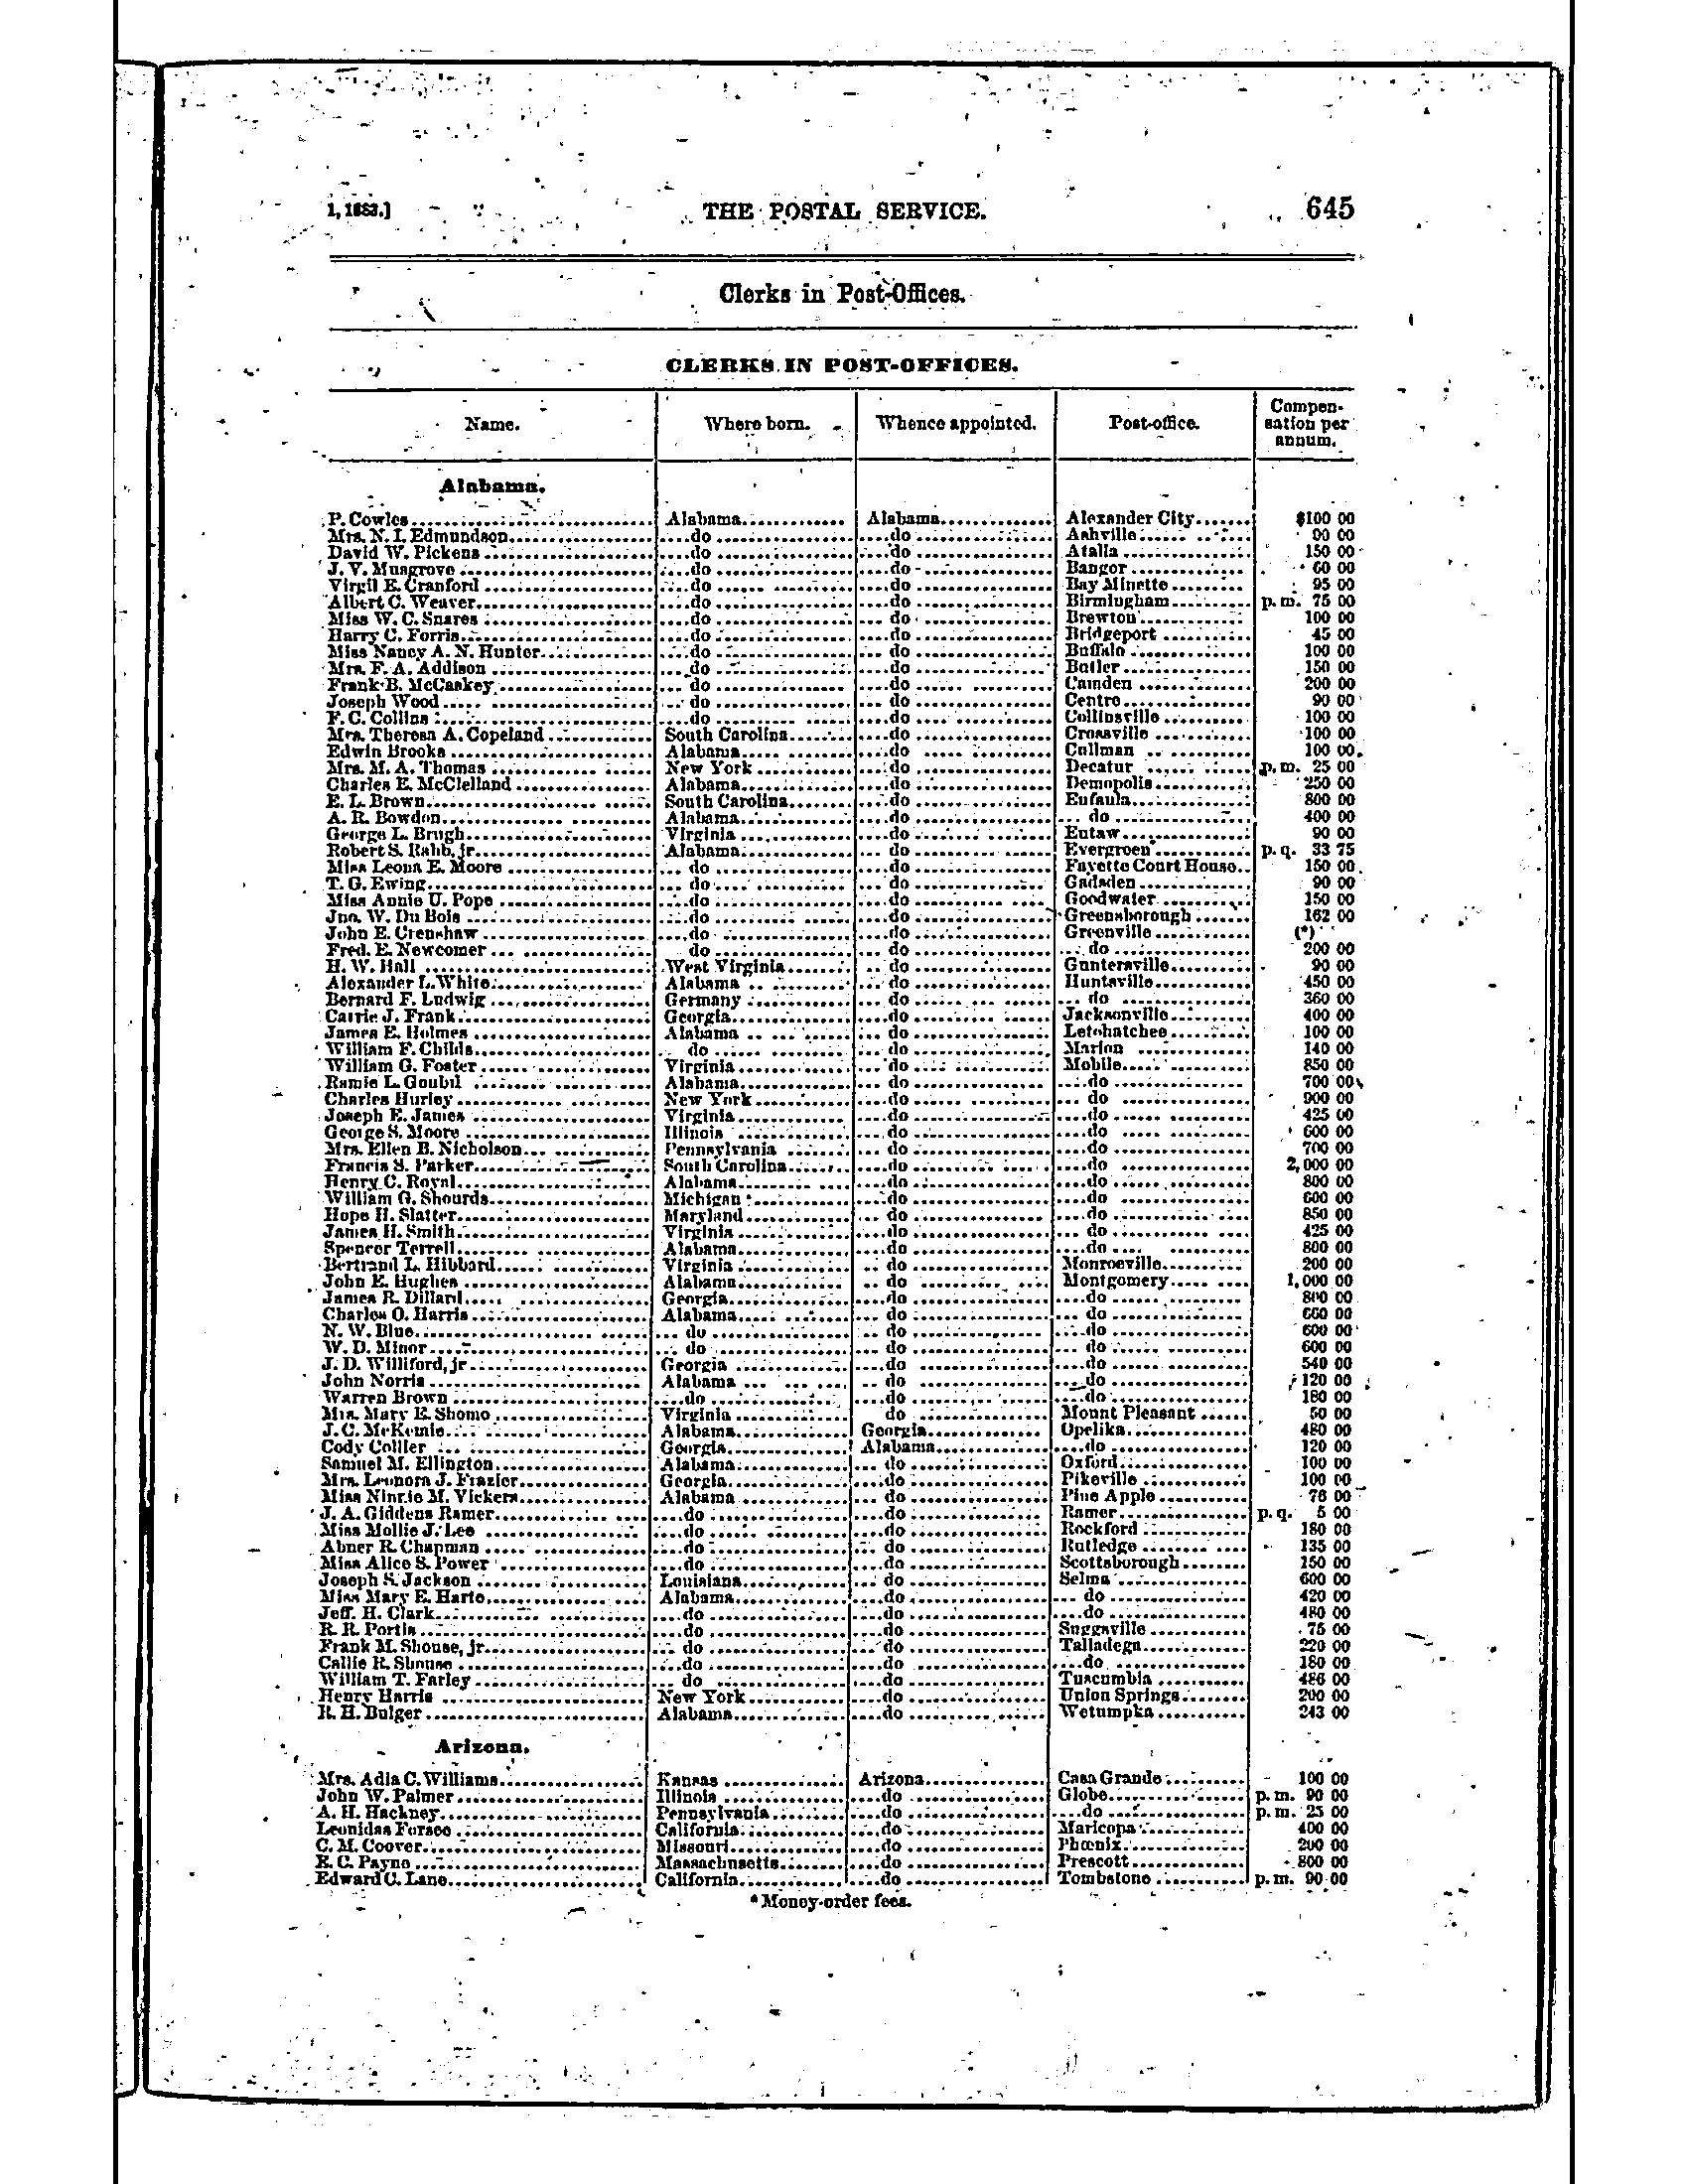 1, 1883.] THE POSTAL SERVICE. 645
Clerks in Post-Offices.
CLERKS IN POST-OFFICES.
Name. Where born. Whence appointed. Post-office. Compen-
sation per
annum.
Alabama.
P. Cowles Alabama Alabama Alexander City $100 00
Mrs. N. I. Edmundson do do Ashville 90 00
David W. Pickens do do Atalla 150 00
J. V. Musgrove do do Bangor 60 00
Virgil E. Cranford do do Bay Minette 95 00
Albert C. Weaver do do Birmingham p. m. 75 00
Miss W. C. Snares do do Brewton 100 00
Harry C. Forris do do Bridgeport 45 00
Miss Nancy A. N. Hunter do do Buffalo 100 00
Mrs. F. A. Addison do do Butler 150 00
Frank B. McCaskey do do Camden 200 00
Joseph Wood do do Centre 90 00
F. C. Collins do do Collinsville 100 00
Mrs. Theresa A. Copeland South Carolina do Crossville 100 00
Edwin Brooks Alabama do Cullman 100 00
Mrs. M. A. Thomas New York do Decatur p. m. 25 00
Charles E. McClelland Alabama do Demopolis 250 00
E. L. Brown South Carolina do Eufaula 800 00
A. R. Bowdon Alabama do do 400 00
George L. Brugh Virginia do Eutaw 90 00
Robert S. Rabb, jr Alabama do Evergreen p. q. 33 75
Miss Leona E. Moore do do Fayette Court House 150 00
T. G. Ewing do do Gadsden 90 00
Miss Annie U. Pope do do Goodwater 150 00
Jno. W. Du Bois do do Greensborough 162 00
John E. Crenshaw do do Greenville (*)
Fred. E. Newcomer do do do 200 00
H. W. Hall West Virginia do Guntersville 90 00
Alexander L. White Alabama do Huntsville 450 00
Bernard F. Ludwig Germany do do 360 00
Carrie J. Frank Georgia do Jacksonville 400 00
James E. Holmes Alabama do Letohatchee 100 00
William F. Childs do do Marion 140 00
William G. Foster Virginia do Mobile 850 00
Ramie L. Goubil Alabama do do 700 00
Charles Hurley New York do do 900 00
Joseph E. James Virginia do do 425 00
George S. Moore Illinois do do 600 00
Mrs. Ellen B. Nicholson Pennsylvania do do 700 00
Francis S. Parker South Carolina do do 2,000 00
Henry C. Royal Alabama do do 800 00
William G. Shourds Michigan do do 600 00
Hope H. Slatter Maryland do do 850 00
James H. Smith Virginia do do 425 00
Spencer Terrell Alabama do do 800 00
Bertrand L. Hibbard Virginia do Monroeville 200 00
John E. Hughes Alabama do Montgomery 1,000 00
James R. Dillard Georgia do do 800 00
Charles O. Harris Alabama do do 660 00
N. W. Blue do do do 600 00
W. D. Minor do do do 600 00
J. D. Williford, jr Georgia do do 540 00
John Norris Alabama do do 120 00
Warren Brown do do do 180 00
Mrs. Mary E. Shomo Virginia do Mount Pleasant 50 00
J. C. McKemie Alabama Georgia Opelika 480 00
Cody Collier Georgia Alabama do 120 00
Samuel M. Ellington Alabama do Oxford 100 00
Mrs. Leonora J. Frazier Georgia do Pikeville 100 00
Miss Ninnie M. Vickers Alabama do Pine Apple 76 00
J. A. Giddens Ramer do do Ramer p. q. 5 00
Miss Mollie J. Lee do do Rockford 180 00
Abner R. Chapman do do Rutledge 135 00
Miss Alice S. Power do do Scottsborough 150 00
Joseph S. Jackson Louisiana do Selma 600 00
Miss Mary E. Harte Alabama do do 420 00
Jeff. H. Clark do do do 480 00
R. R. Portis do do Suggsville 75 00
Frank M. Shouse, jr do do Talladega 220 00
Callie R. Shouse do do do 180 00
William T. Farley do do Tuscumbia 486 00
Henry Harris New York do Union Springs 200 00
R. H. Bulger Alabama do Wetumpka 243 00
Arizona.
Mrs. Adia C. Williams Kansas Arizona Casa Grande 100 00
John W. Palmer Illinois do Globe p. m. 90 00
A. H. Hackney Pennsylvania do do p. m. 25 00
Leonidas Forsee California do Maricopa 400 00
C. M. Coover Missouri do Phœnix 200 00
E. C. Payne Massachusetts do Prescott 800 00
Edward C. Lane California do Tombstone p. m. 90 00
* Money-order fees.